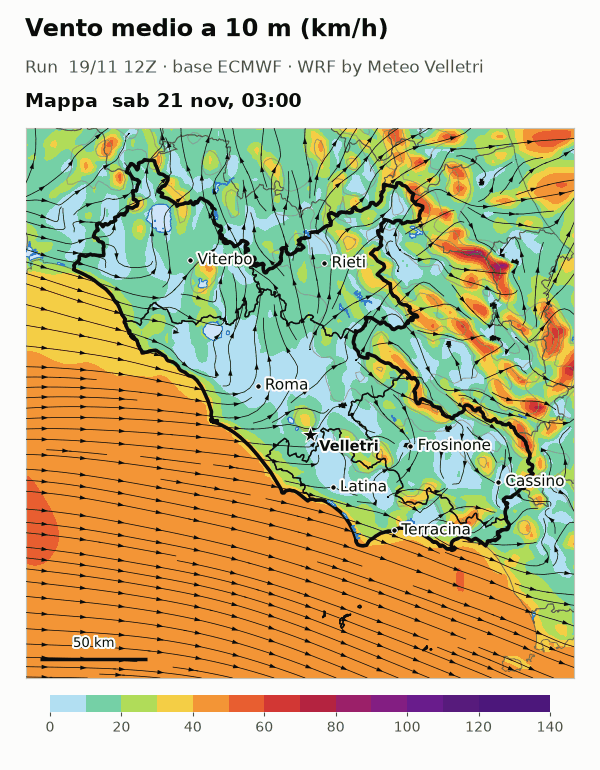 Vento medio a 10 m (km/h)
Run 19/11 12Z · base ECMWF · WRF by Meteo Velletri
Mappa sab 21 nov, 03:00
Viterbo
Rieti
Roma
Velletri
Frosinone
Latina
Cassino
Terracina
50 km
0 20 40 60 80 100 120 140